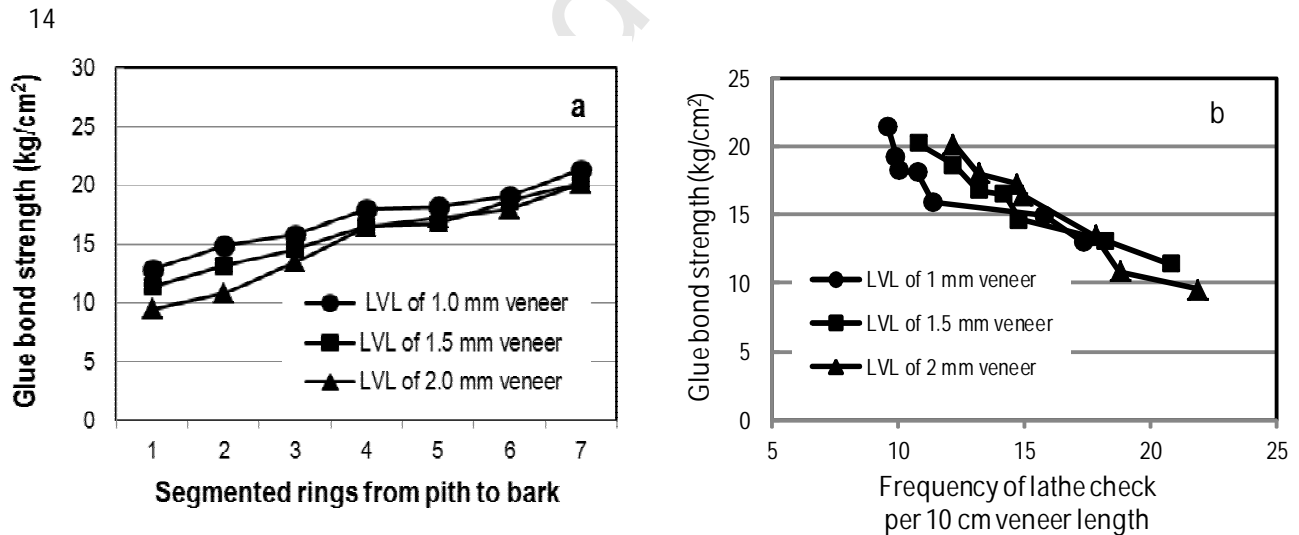 14
30
25
20
15
10
5
0
Glue bond strength (kg/cm²)
a
LVL of 1.0 mm veneer
LVL of 1.5 mm veneer
LVL of 2.0 mm veneer
1 2 3 4 5 6 7
Segmented rings from pith to bark
25
20
15
10
5
0
Glue bond strength (kg/cm²)
b
LVL of 1 mm veneer
LVL of 1.5 mm veneer
LVL of 2 mm veneer
5 10 15 20 25
Frequency of lathe check
per 10 cm veneer length